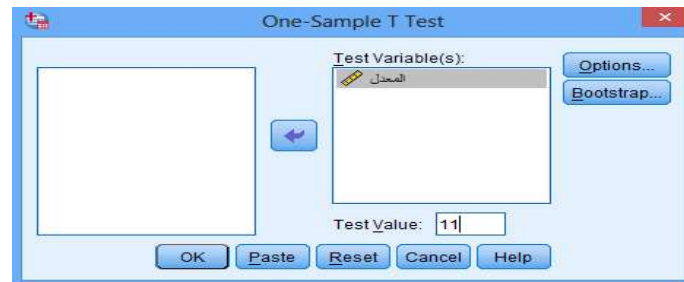 One-Sample T Test
Test Variable(s):
المعدل
Options...
Bootstrap...
Test Value: 11
OK Paste Reset Cancel Help